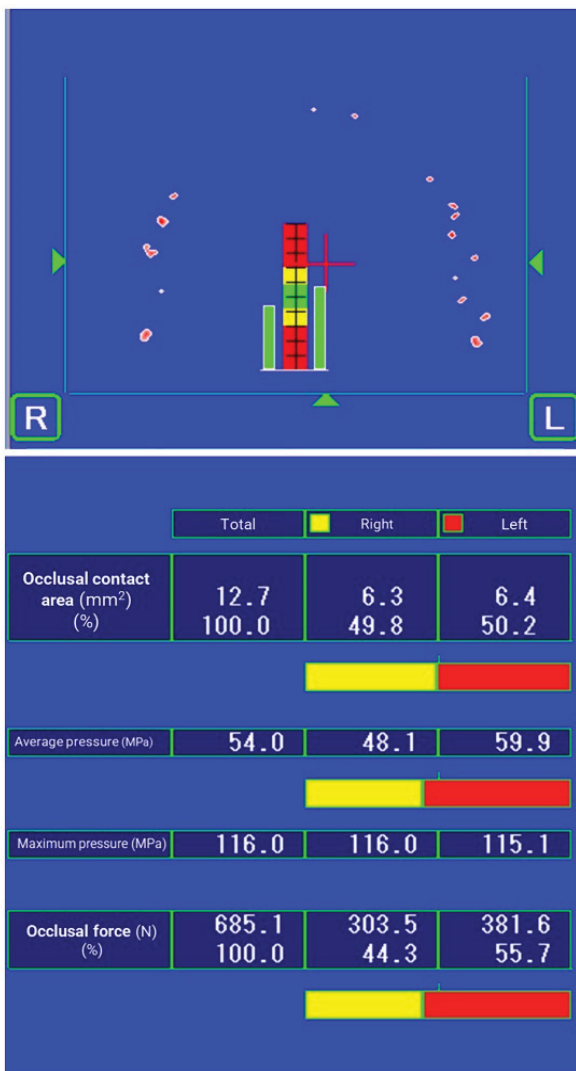 R
L
Total Right Left
Occlusal contact
area (mm²) 12.7 6.3 6.4
(%) 100.0 49.8 50.2
Average pressure (MPa) 54.0 48.1 59.9
Maximum pressure (MPa) 116.0 116.0 115.1
Occlusal force (N) 685.1 303.5 381.6
(%) 100.0 44.3 55.7